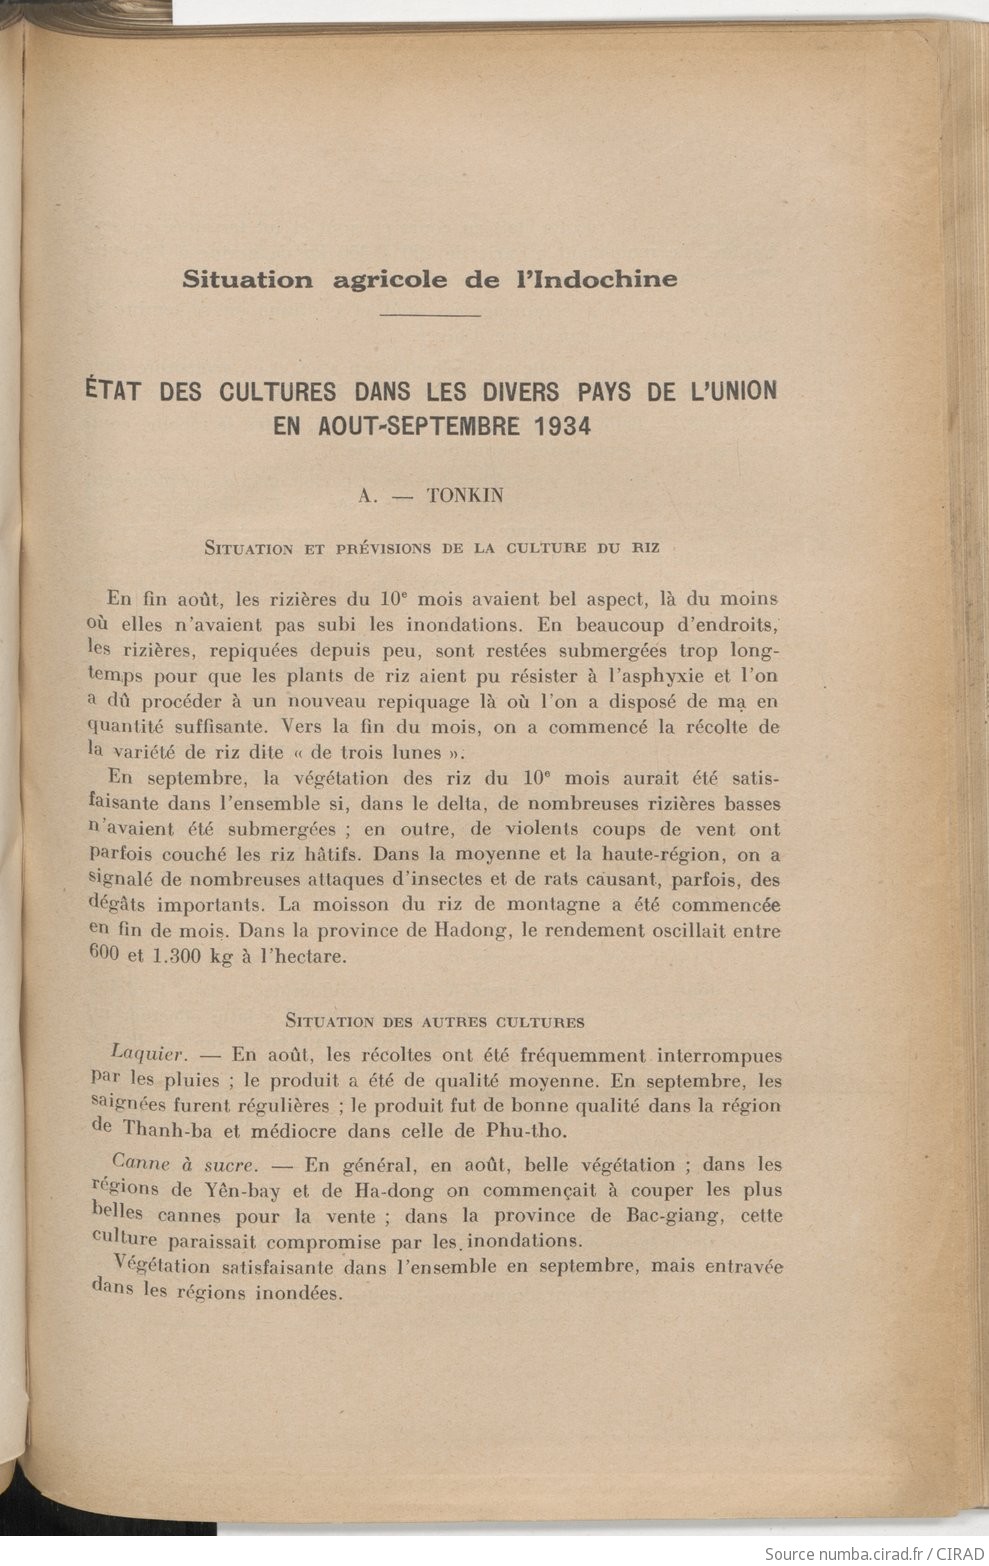 Situation agricole de l'Indochine
ÉTAT DES CULTURES DANS LES DIVERS PAYS DE L'UNION
EN AOUT-SEPTEMBRE 1934
A. — TONKIN
Situation et prévisions de la culture du riz
En fin août, les rizières du 10e mois avaient bel aspect, là du moins
où elles n'avaient pas subi les inondations. En beaucoup d'endroits,
les rizières, repiquées depuis peu, sont restées submergées trop long-
temps pour que les plants de riz aient pu résister à l'asphyxie et l'on
a dû procéder à un nouveau repiquage là où l'on a disposé de mạ en
quantité suffisante. Vers la fin du mois, on a commencé la récolte de
la variété de riz dite « de trois lunes ».
En septembre, la végétation des riz du 10e mois aurait été satis-
faisante dans l'ensemble si, dans le delta, de nombreuses rizières basses
n'avaient été submergées ; en outre, de violents coups de vent ont
parfois couché les riz hâtifs. Dans la moyenne et la haute-région, on a
signalé de nombreuses attaques d'insectes et de rats causant, parfois, des
dégâts importants. La moisson du riz de montagne a été commencée
en fin de mois. Dans la province de Hadong, le rendement oscillait entre
600 et 1.300 kg à l'hectare.
Situation des autres cultures
Laquier. — En août, les récoltes ont été fréquemment interrompues
par les pluies ; le produit a été de qualité moyenne. En septembre, les
saignées furent régulières ; le produit fut de bonne qualité dans la région
de Thanh-ba et médiocre dans celle de Phu-tho.
Canne à sucre. — En général, en août, belle végétation ; dans les
régions de Yên-bay et de Ha-dong on commençait à couper les plus
belles cannes pour la vente ; dans la province de Bac-giang, cette
culture paraissait compromise par les inondations.
Végétation satisfaisante dans l'ensemble en septembre, mais entravée
dans les régions inondées.
Source numba.cirad.fr / CIRAD